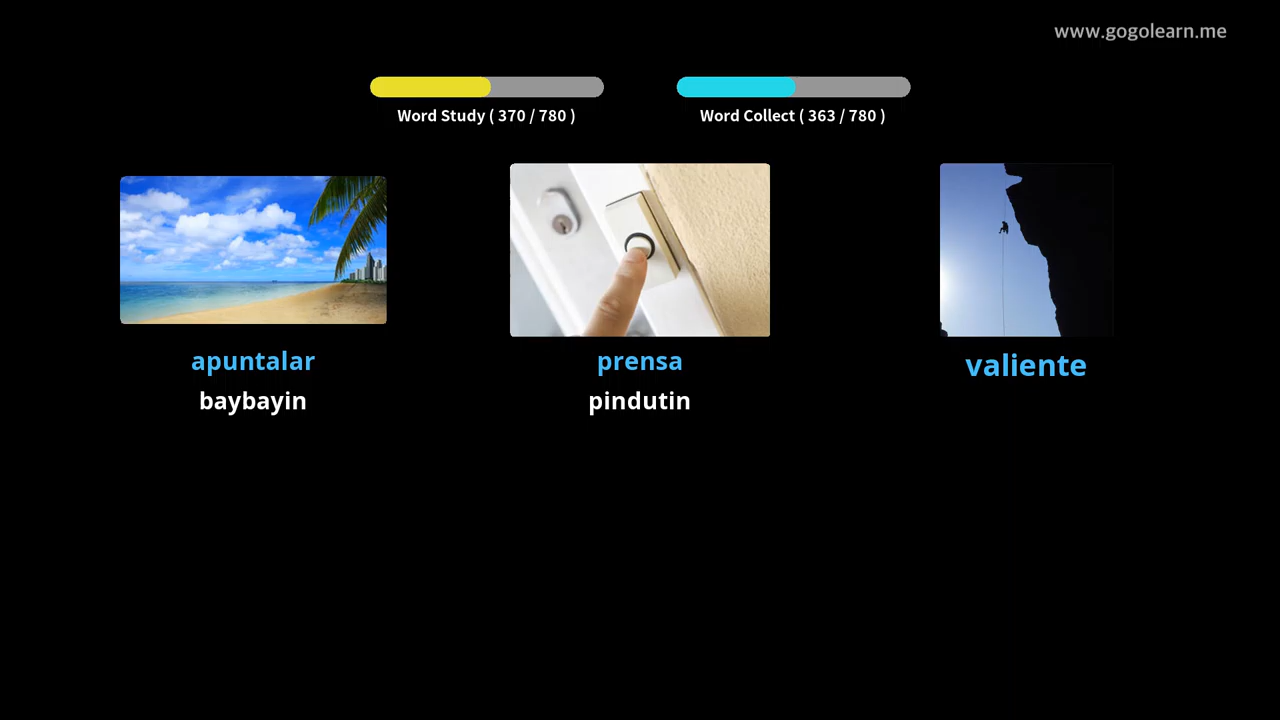 www.gogolearn.me
Word Study ( 370 / 780 )
Word Collect ( 363 / 780 )
apuntalar
baybayin
prensa
pindutin
valiente